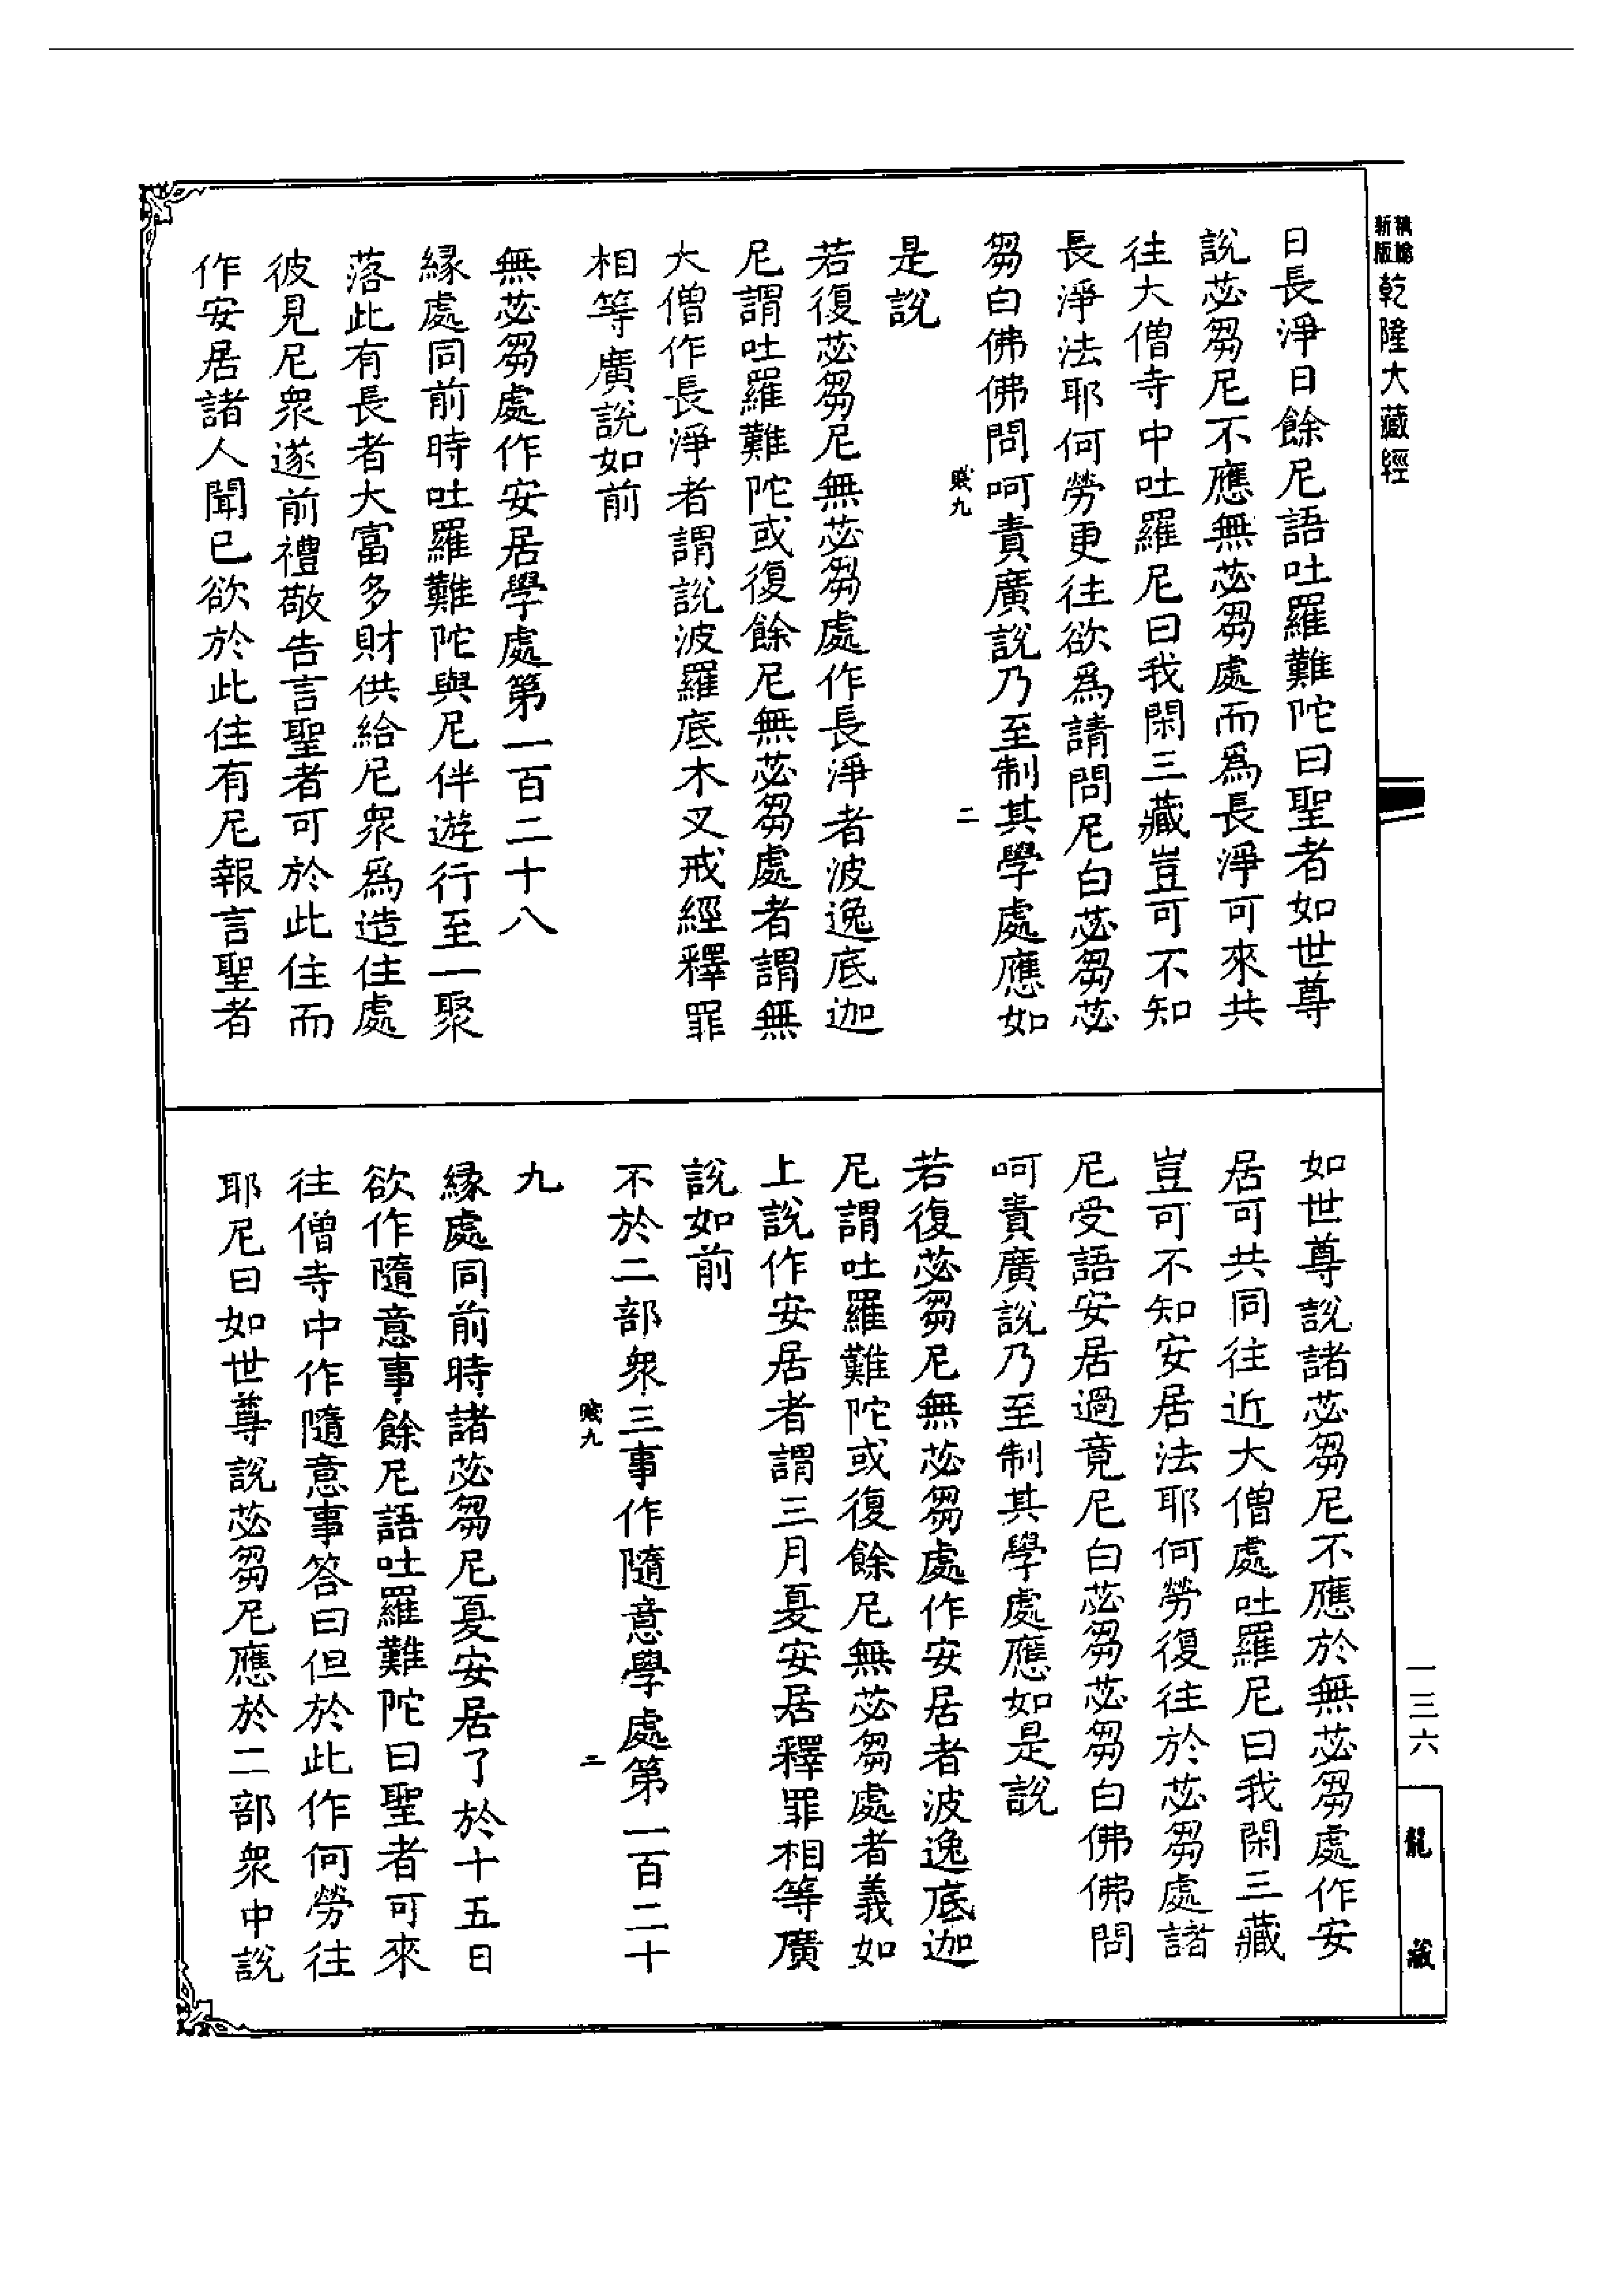 新版精縮乾隆大藏經
日長淨日餘尼語吐羅難陀曰聖者如世尊
說苾芻尼不應無苾芻處而為長淨可來共
往大僧寺中吐羅尼曰我閑三藏豈可不知
長淨法耶何勞更往欲為請問尼白苾芻苾
芻白佛佛問呵責廣說乃至制其學處應如
賤九 二
是說
若復苾芻尼無苾芻處作長淨者波逸底迦
尼謂吐羅難陀或復餘尼無苾芻處者謂無
大僧作長淨者謂說波羅底木叉戒經釋罪
相等廣說如前
無苾芻處作安居學處第一百二十八
緣處同前時吐羅難陀與尼伴遊行至一聚
落此有長者大富多財供給尼眾為造住處
彼見尼眾遂前禮敬告言聖者可於此住而
作安居諸人聞已欲於此住有尼報言聖者
如世尊說諸苾芻尼不應於無苾芻處作安
居可共同往近大僧處吐羅尼曰我閑三藏
豈可不知安居法耶何勞復往於苾芻處諸
尼受語安居過竟尼白苾芻苾芻白佛佛問
呵責廣說乃至制其學處應如是說
若復苾芻尼無苾芻處作安居者波逸底迦
尼謂吐羅難陀或復餘尼無苾芻處者義如
上說作安居者謂三月夏安居釋罪相等廣
說如前
不於二部眾三事作隨意學處第一百二十
賤九 二
九
緣處同前時諸苾芻尼夏安居了於十五日
欲作隨意事餘尼語吐羅難陀曰聖者可來
往僧寺中作隨意事答曰但於此作何勞往
耶尼曰如世尊說苾芻尼應於二部眾中說
一三六
龍藏